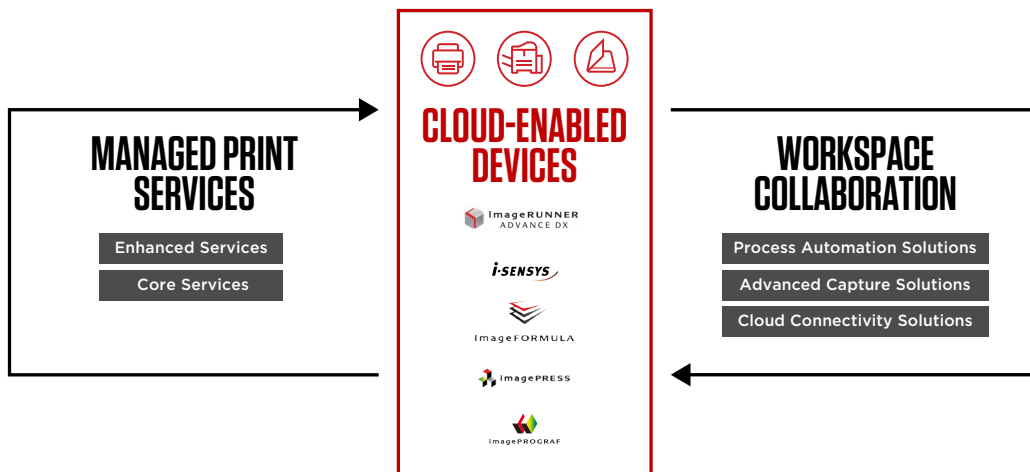 MANAGED PRINT
SERVICES
Enhanced Services
Core Services
CLOUD-ENABLED
DEVICES
imageRUNNER
ADVANCE DX
i-SENSYS
imageFORMULA
imagePRESS
imagePROGRAF
WORKSPACE
COLLABORATION
Process Automation Solutions
Advanced Capture Solutions
Cloud Connectivity Solutions